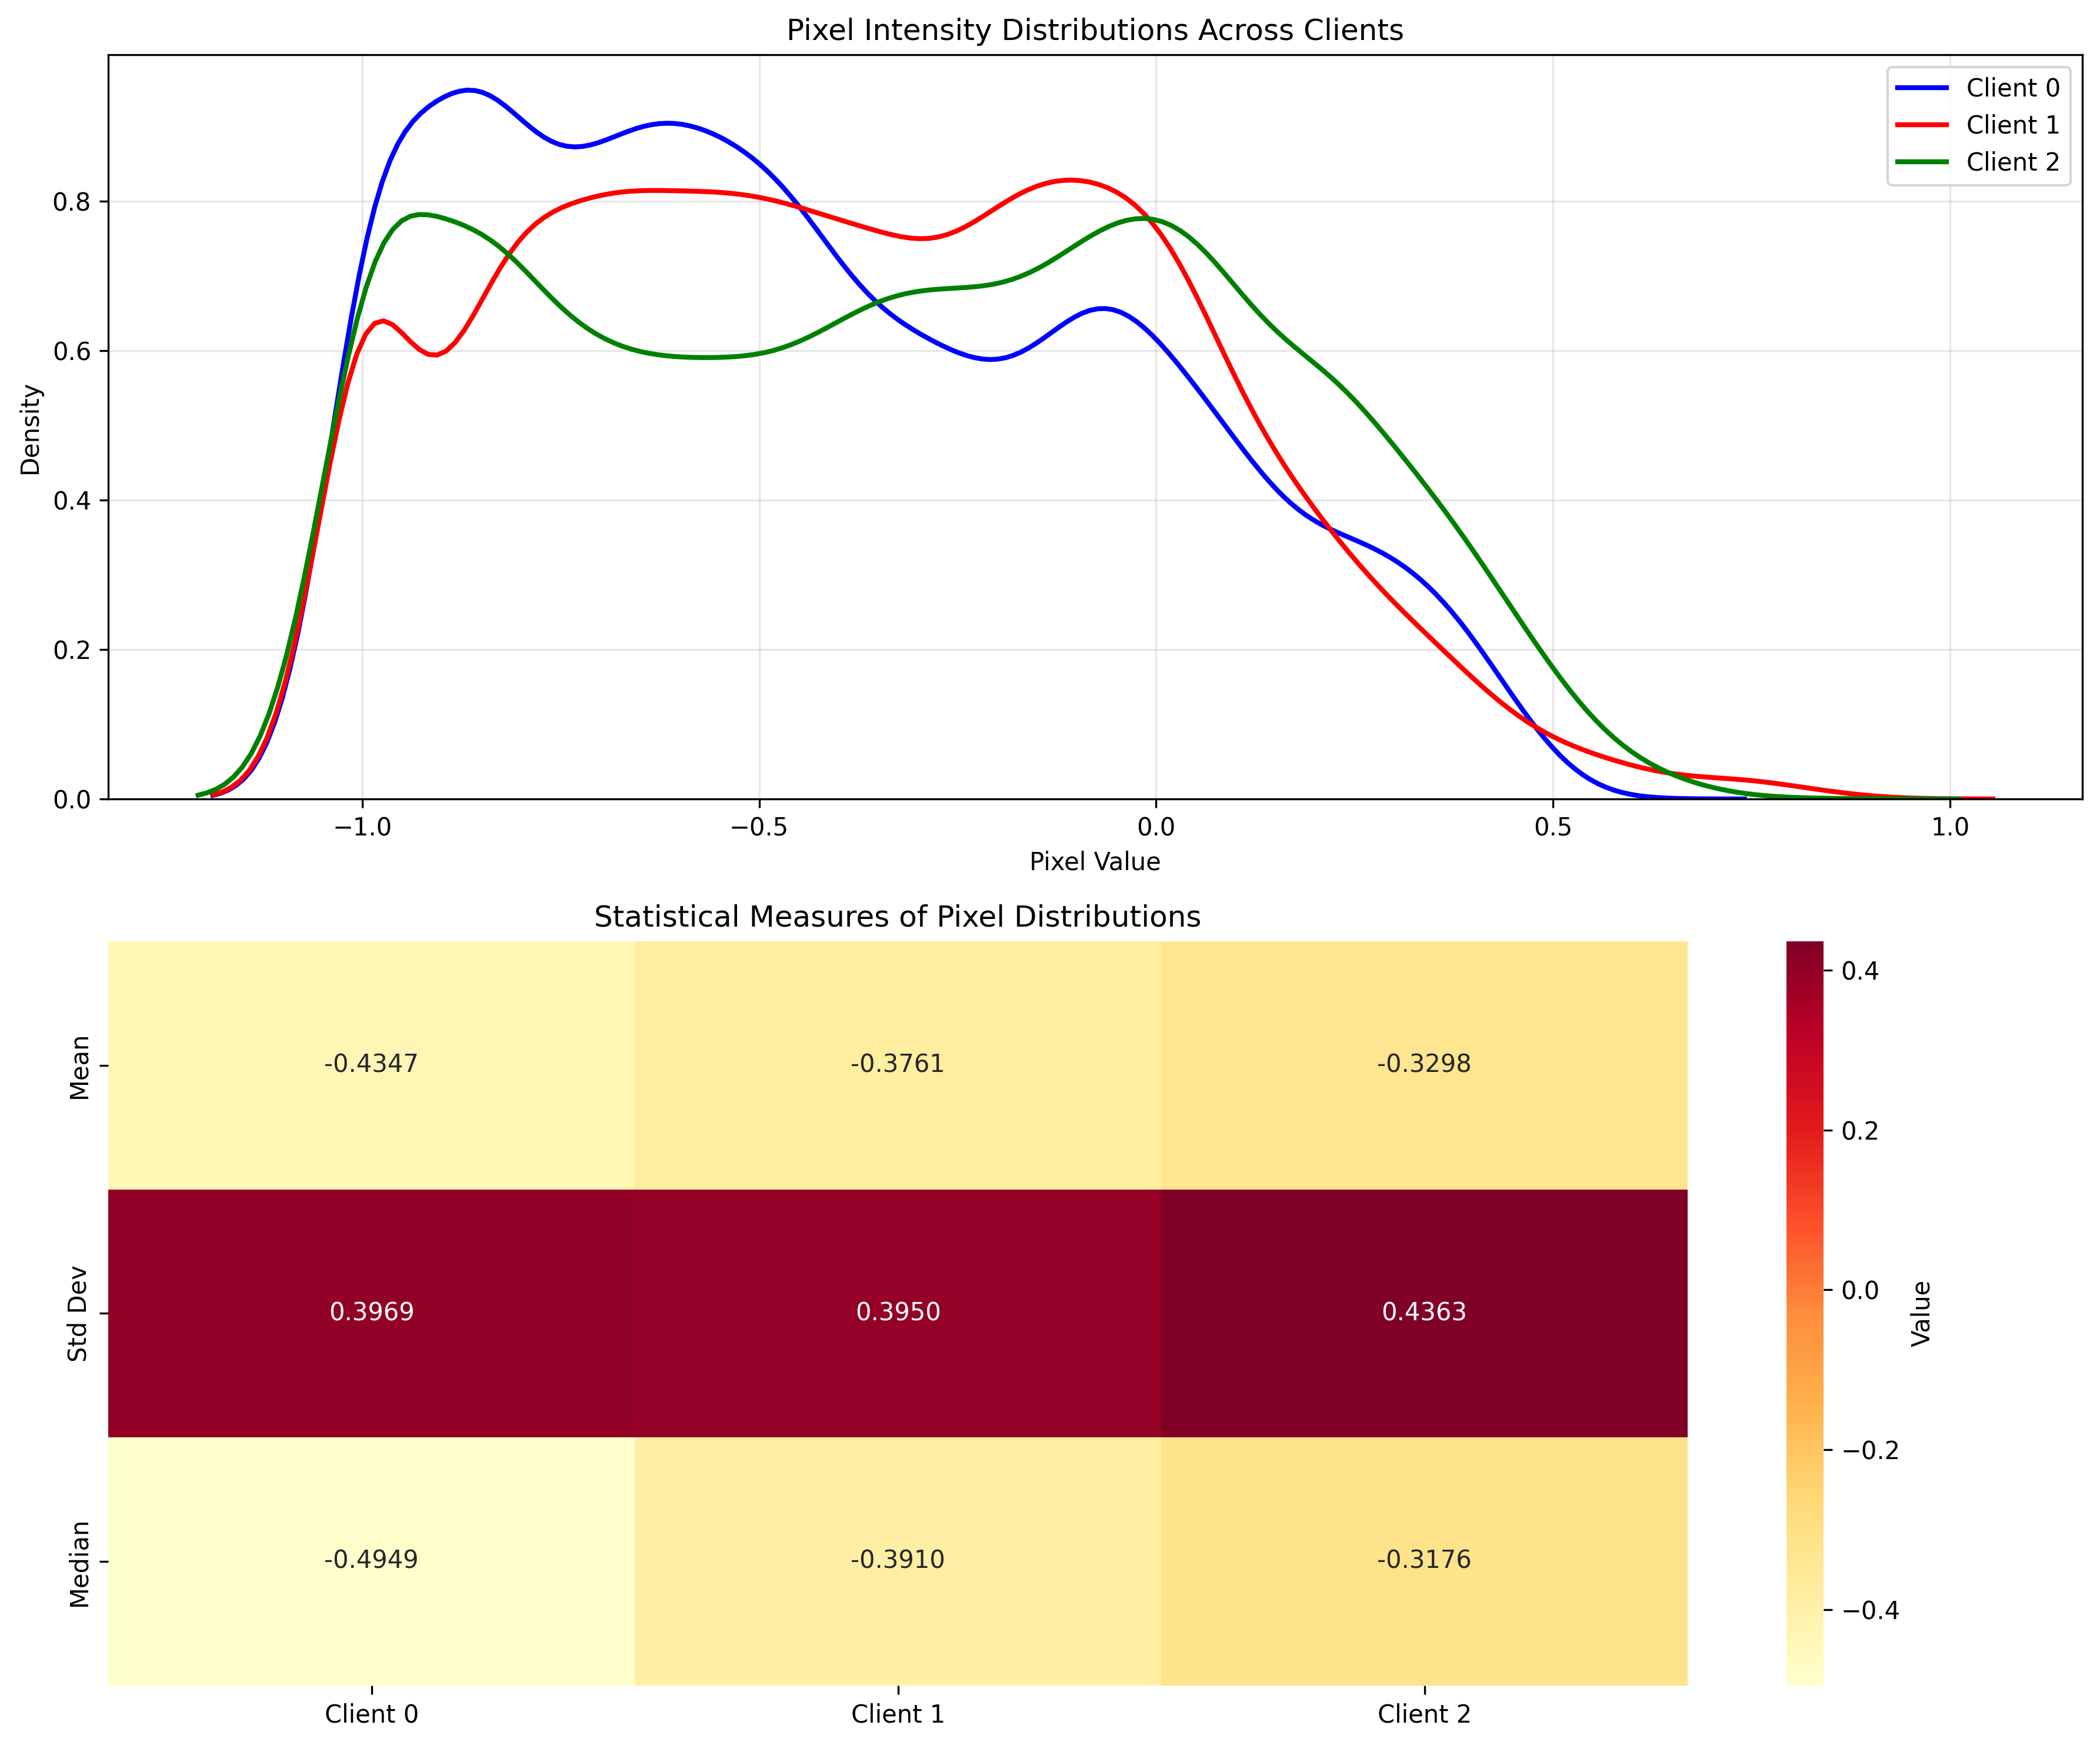 Pixel Intensity Distributions Across Clients
Client 0
Client 1
Client 2
Density
0.8
0.6
0.4
0.2
0.0
−1.0 −0.5 0.0 0.5 1.0
Pixel Value
Statistical Measures of Pixel Distributions
Mean
-0.4347 -0.3761 -0.3298
Std Dev
0.3969 0.3950 0.4363
Median
-0.4949 -0.3910 -0.3176
Client 0 Client 1 Client 2
0.4
0.2
0.0
−0.2
−0.4
Value